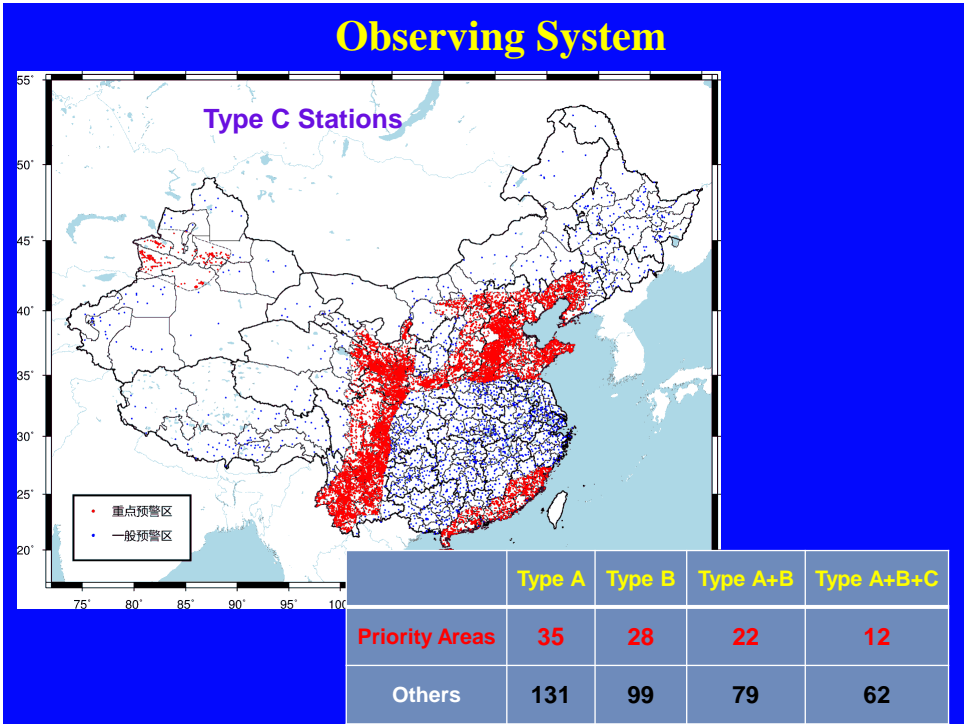 Observing System
Type C Stations
55°
50°
45°
40°
35°
30°
25°
20°
重点预警区
一般预警区
75° 80° 85° 90° 95° 100
Type A Type B Type A+B Type A+B+C
Priority Areas 35 28 22 12
Others 131 99 79 62